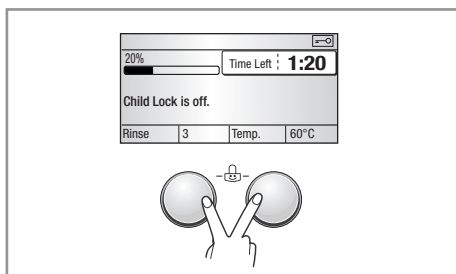 20%
Time Left 1:20
Child Lock is off.
Rinse 3 Temp. 60°C